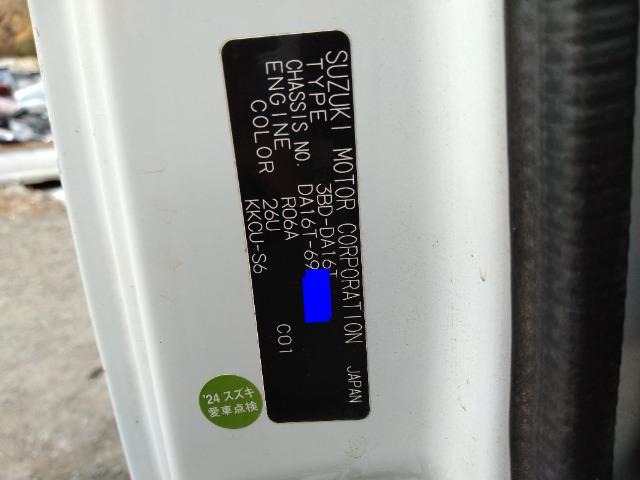 SUZUKI MOTOR CORPORATION JAPAN
TYPE 3BD-DA16T
CHASSIS NO. DA16T-69
ENGINE R06A
COLOR 26U C01
KKCU-S6
'24 スズキ
愛車点検